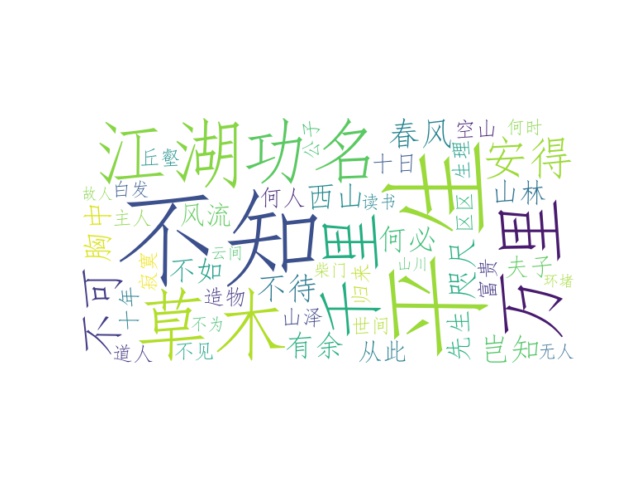 江湖
功名
公子
春风
空山
何时
丘壑
十日
生理
安得
故人
白发
何人
西山
读书
区区
山林
胸中
主人
风流
不知
千里
平生
万里
何必
咫尺
不可
十年
寂寞
不如
云间
不待
柴门
归来
山川
富贵
夫子
环堵
造物
草木
不为
山泽
世间
先生
道人
不见
有余
从此
岂知
无人